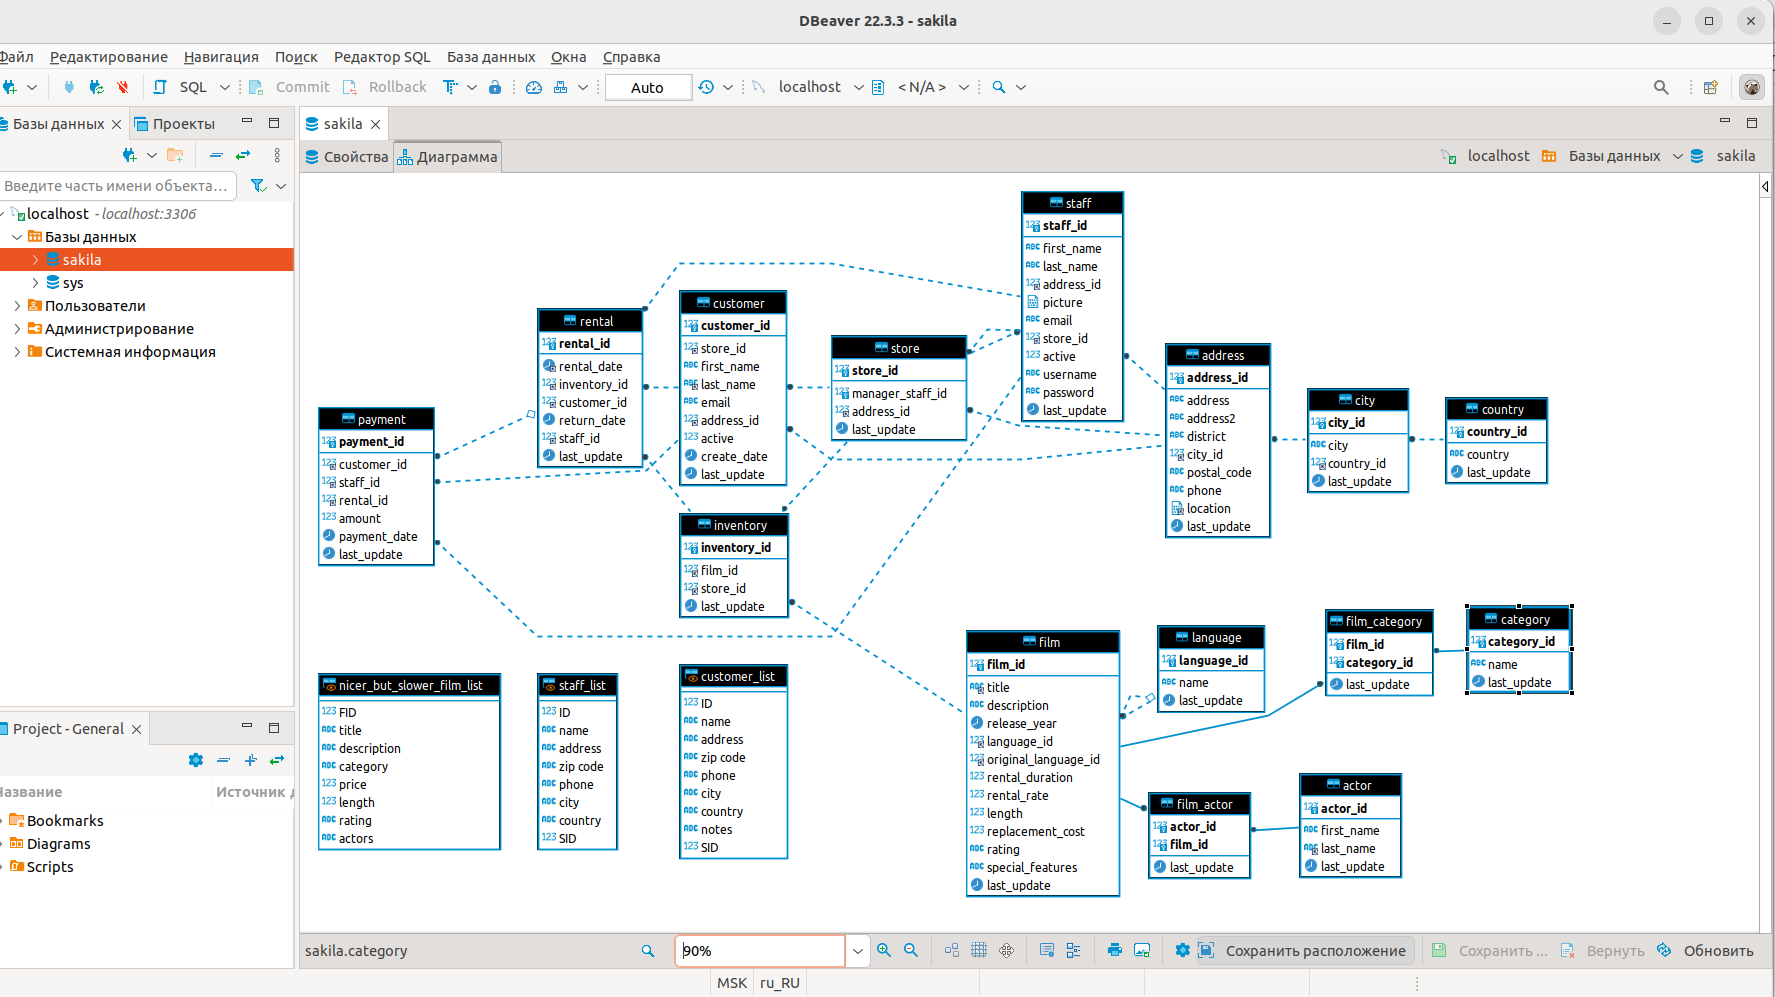 DBeaver 22.3.3 - sakila
Файл Редактирование Навигация Поиск Редактор SQL База данных Окна Справка
SQL Commit Rollback Auto localhost < N/A >
Базы данных Проекты
sakila
Свойства Диаграмма
localhost Базы данных sakila
Введите часть имени объекта...
localhost - localhost:3306
Базы данных
sakila
sys
Пользователи
Администрирование
Системная информация
Project - General
Название Источник д
Bookmarks
Diagrams
Scripts
payment
payment_id
customer_id
staff_id
rental_id
amount
payment_date
last_update
rental
rental_id
rental_date
inventory_id
customer_id
return_date
staff_id
last_update
customer
customer_id
store_id
first_name
last_name
email
address_id
active
create_date
last_update
inventory
inventory_id
film_id
store_id
last_update
store
store_id
manager_staff_id
address_id
last_update
staff
staff_id
first_name
last_name
address_id
picture
email
store_id
active
username
password
last_update
address
address_id
address
address2
district
city_id
postal_code
phone
location
last_update
city
city_id
city
country_id
last_update
country
country_id
country
last_update
nicer_but_slower_film_list
FID
title
description
category
price
length
rating
actors
staff_list
ID
name
address
zip code
phone
city
country
SID
customer_list
ID
name
address
zip code
phone
city
country
notes
SID
film
film_id
title
description
release_year
language_id
original_language_id
rental_duration
rental_rate
length
replacement_cost
rating
special_features
last_update
language
language_id
name
last_update
film_category
film_id
category_id
last_update
category
category_id
name
last_update
film_actor
actor_id
film_id
last_update
actor
actor_id
first_name
last_name
last_update
sakila.category 90% Сохранить расположение Сохранить ... Вернуть Обновить
MSK ru_RU